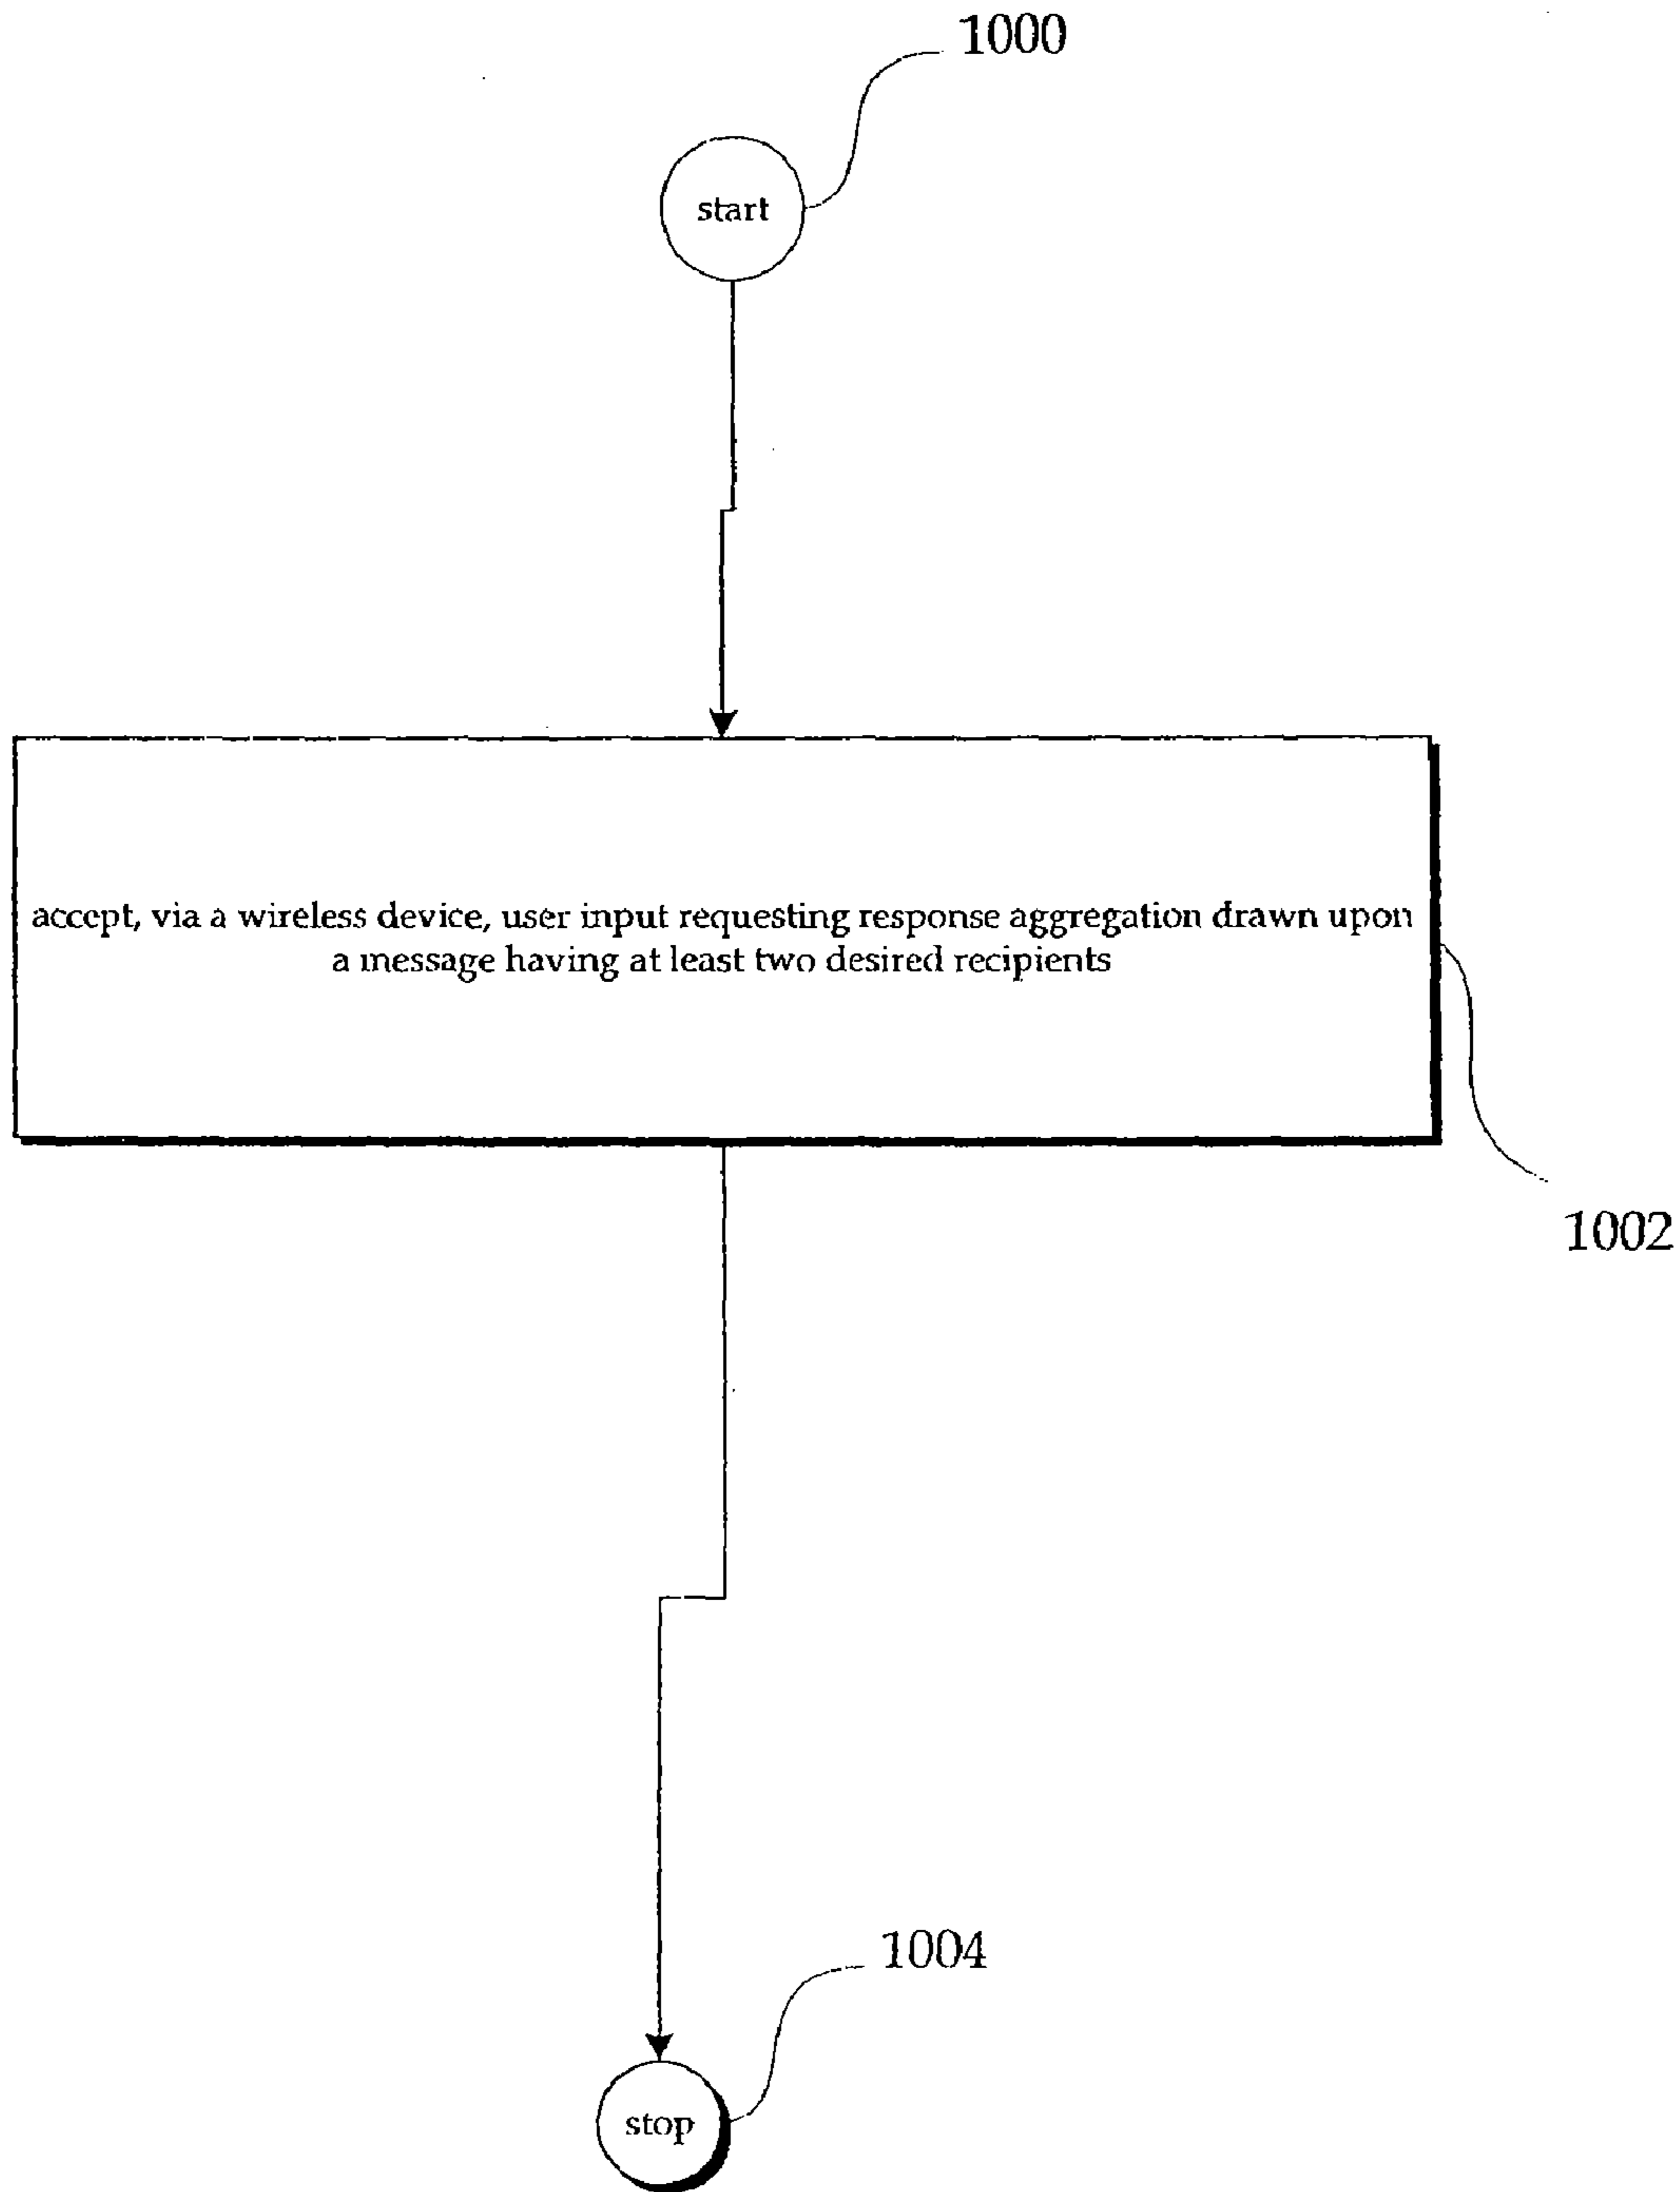 1000
start
accept, via a wireless device, user input requesting response aggregation drawn upon
a message having at least two desired recipients
1002
1004
stop